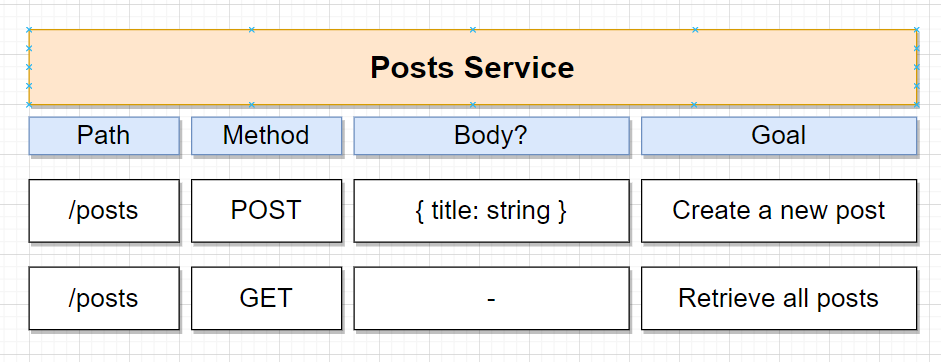 Posts Service
Path Method Body? Goal
/posts POST { title: string } Create a new post
/posts GET - Retrieve all posts